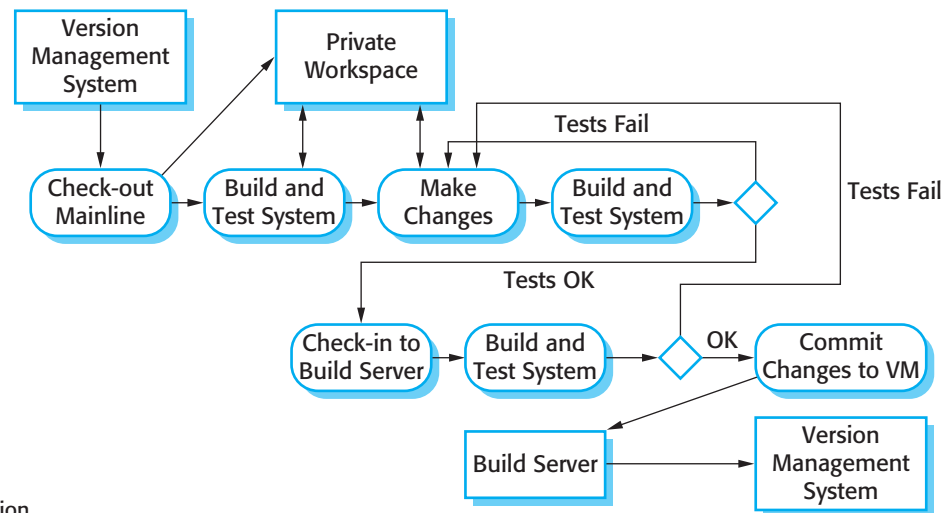 Version
Management
System
Private
Workspace
Tests Fail
Check-out
Mainline
Build and
Test System
Make
Changes
Build and
Test System
Tests Fail
Tests OK
Check-in to
Build Server
Build and
Test System
OK
Commit
Changes to VM
Build Server
Version
Management
System